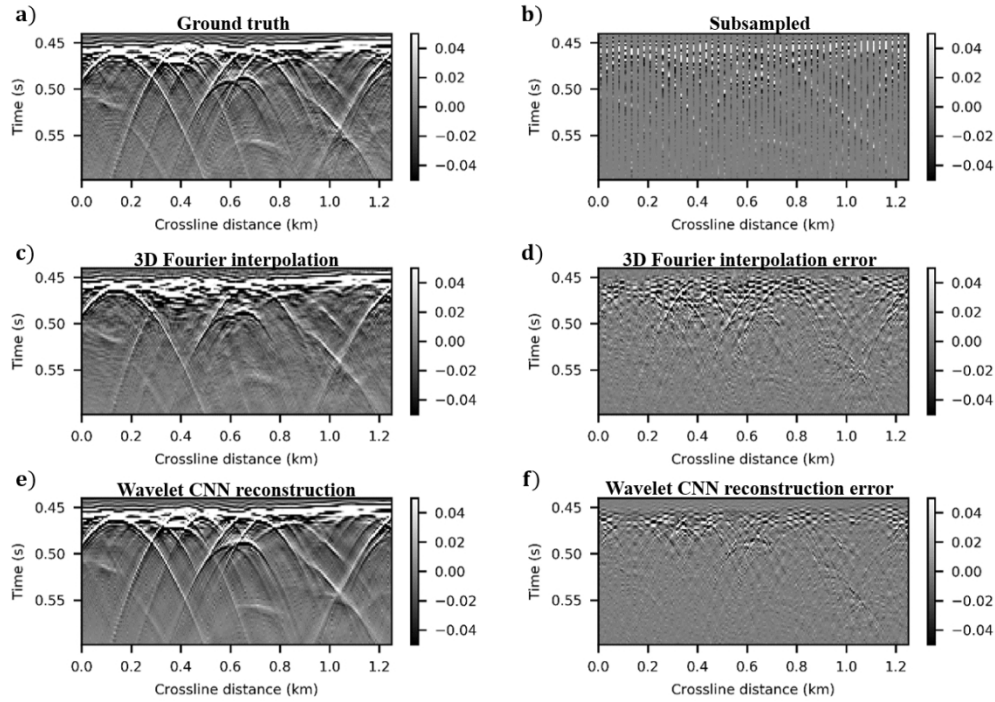 a)
Ground truth
0.45
0.50
0.55
Time (s)
0.0 0.2 0.4 0.6 0.8 1.0 1.2
Crossline distance (km)
0.04
0.02
0.00
−0.02
−0.04
b)
Subsampled
0.45
0.50
0.55
Time (s)
0.0 0.2 0.4 0.6 0.8 1.0 1.2
Crossline distance (km)
0.04
0.02
0.00
−0.02
−0.04
c)
3D Fourier interpolation
0.45
0.50
0.55
Time (s)
0.0 0.2 0.4 0.6 0.8 1.0 1.2
Crossline distance (km)
0.04
0.02
0.00
−0.02
−0.04
d)
3D Fourier interpolation error
0.45
0.50
0.55
Time (s)
0.0 0.2 0.4 0.6 0.8 1.0 1.2
Crossline distance (km)
0.04
0.02
0.00
−0.02
−0.04
e)
Wavelet CNN reconstruction
0.45
0.50
0.55
Time (s)
0.0 0.2 0.4 0.6 0.8 1.0 1.2
Crossline distance (km)
0.04
0.02
0.00
−0.02
−0.04
f)
Wavelet CNN reconstruction error
0.45
0.50
0.55
Time (s)
0.0 0.2 0.4 0.6 0.8 1.0 1.2
Crossline distance (km)
0.04
0.02
0.00
−0.02
−0.04